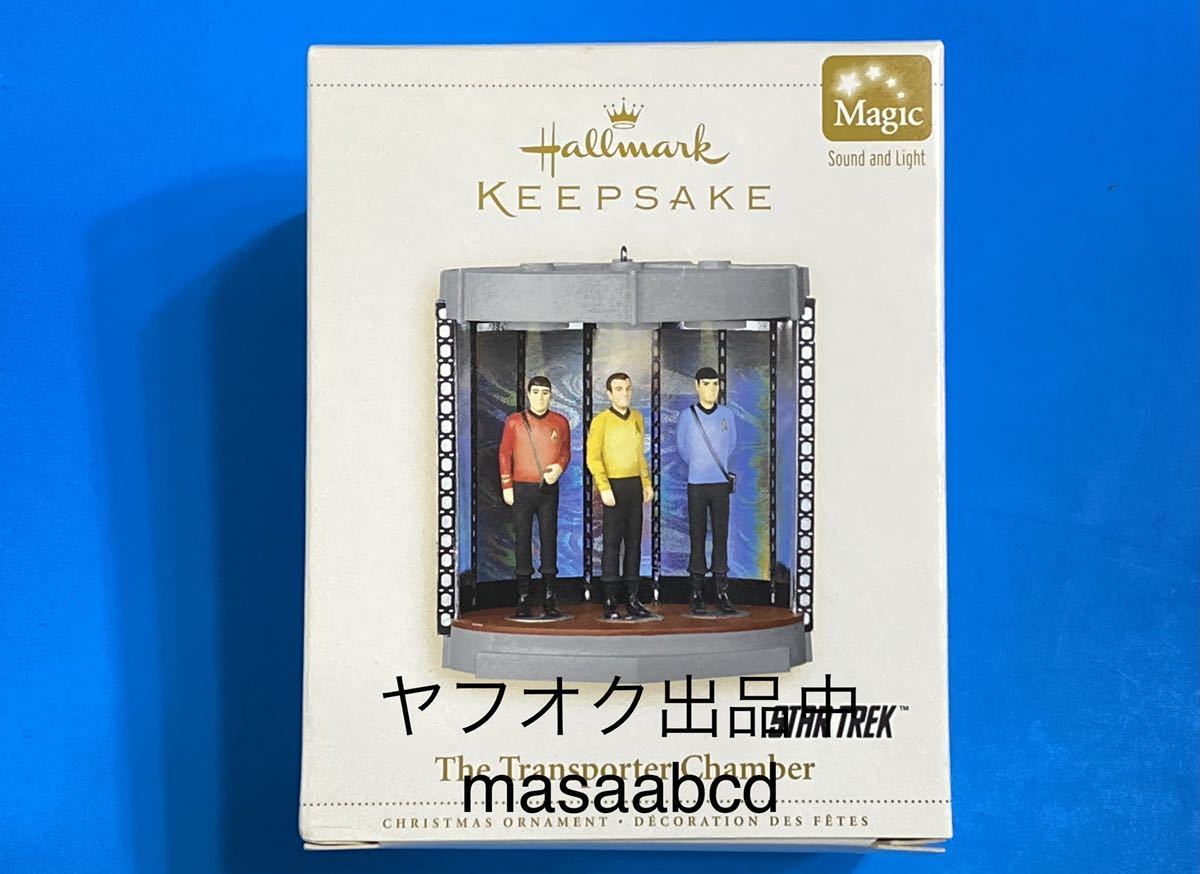 Magic
Sound and Light
Hallmark
KEEPSAKE
ヤフオク出品中
STAR TREK™
The Transporter Chamber
masaabcd
CHRISTMAS ORNAMENT • DÉCORATION DES FÊTES